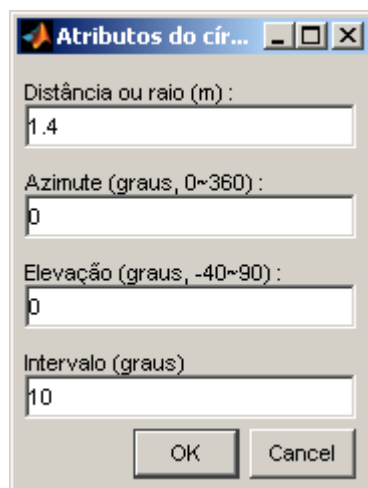 Atributos do cír...
Distância ou raio (m) :
1.4
Azimute (graus, 0~360) :
0
Elevação (graus, -40~90) :
0
Intervalo (graus)
10
OK Cancel